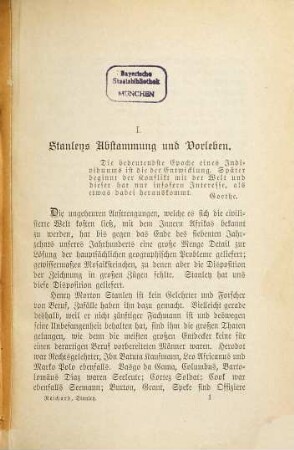 Bayerische
Staatsbibliothek
MÜNCHEN
I.
Stanleys Abstammung und Vorleben.
Die bedeutendste Epoche eines Indi-
viduums ist die der Entwicklung. Später
beginnt der Konflikt mit der Welt und
dieser hat nur insofern Interesse, als
etwas dabei herauskommt.
Goethe.
Die ungeheuren Anstrengungen, welche es sich die civili-
sierte Welt kosten ließ, mit dem Innern Afrikas bekannt
zu werden, hat bis gegen das Ende des siebenten Jahr-
zehnts unseres Jahrhunderts eine große Menge Detail zur
Lösung der hauptsächlichen geographischen Probleme geliefert;
gewissermaßen Mosaiksteinchen, zu denen aber die Disposition
der Zeichnung in großen Zügen fehlte. Stanley hat uns
diese Disposition geliefert.
Henry Morton Stanley ist kein Gelehrter und Forscher
von Beruf, Zufälle haben ihn dazu gemacht. Vielleicht gerade
deshalb, weil er nicht zünftiger Fachmann ist und deswegen
seine Unbefangenheit behalten hat, sind ihm die großen Thaten
gelungen, wie denn die meisten großen Entdecker keine für
einen derartigen Beruf vorbereiteten Männer waren. Herodot
war Rechtsgelehrter, Ibn Batuta Kaufmann, Leo Africanus und
Marko Polo ebenfalls. Vasgo da Gama, Columbus, Barto-
lomäus Diaz waren Seeleute; Cortez Soldat; Cook war
ebenfalls Seemann; Burton, Grant, Speke sind Offiziere
Reichard, Stanley. 1